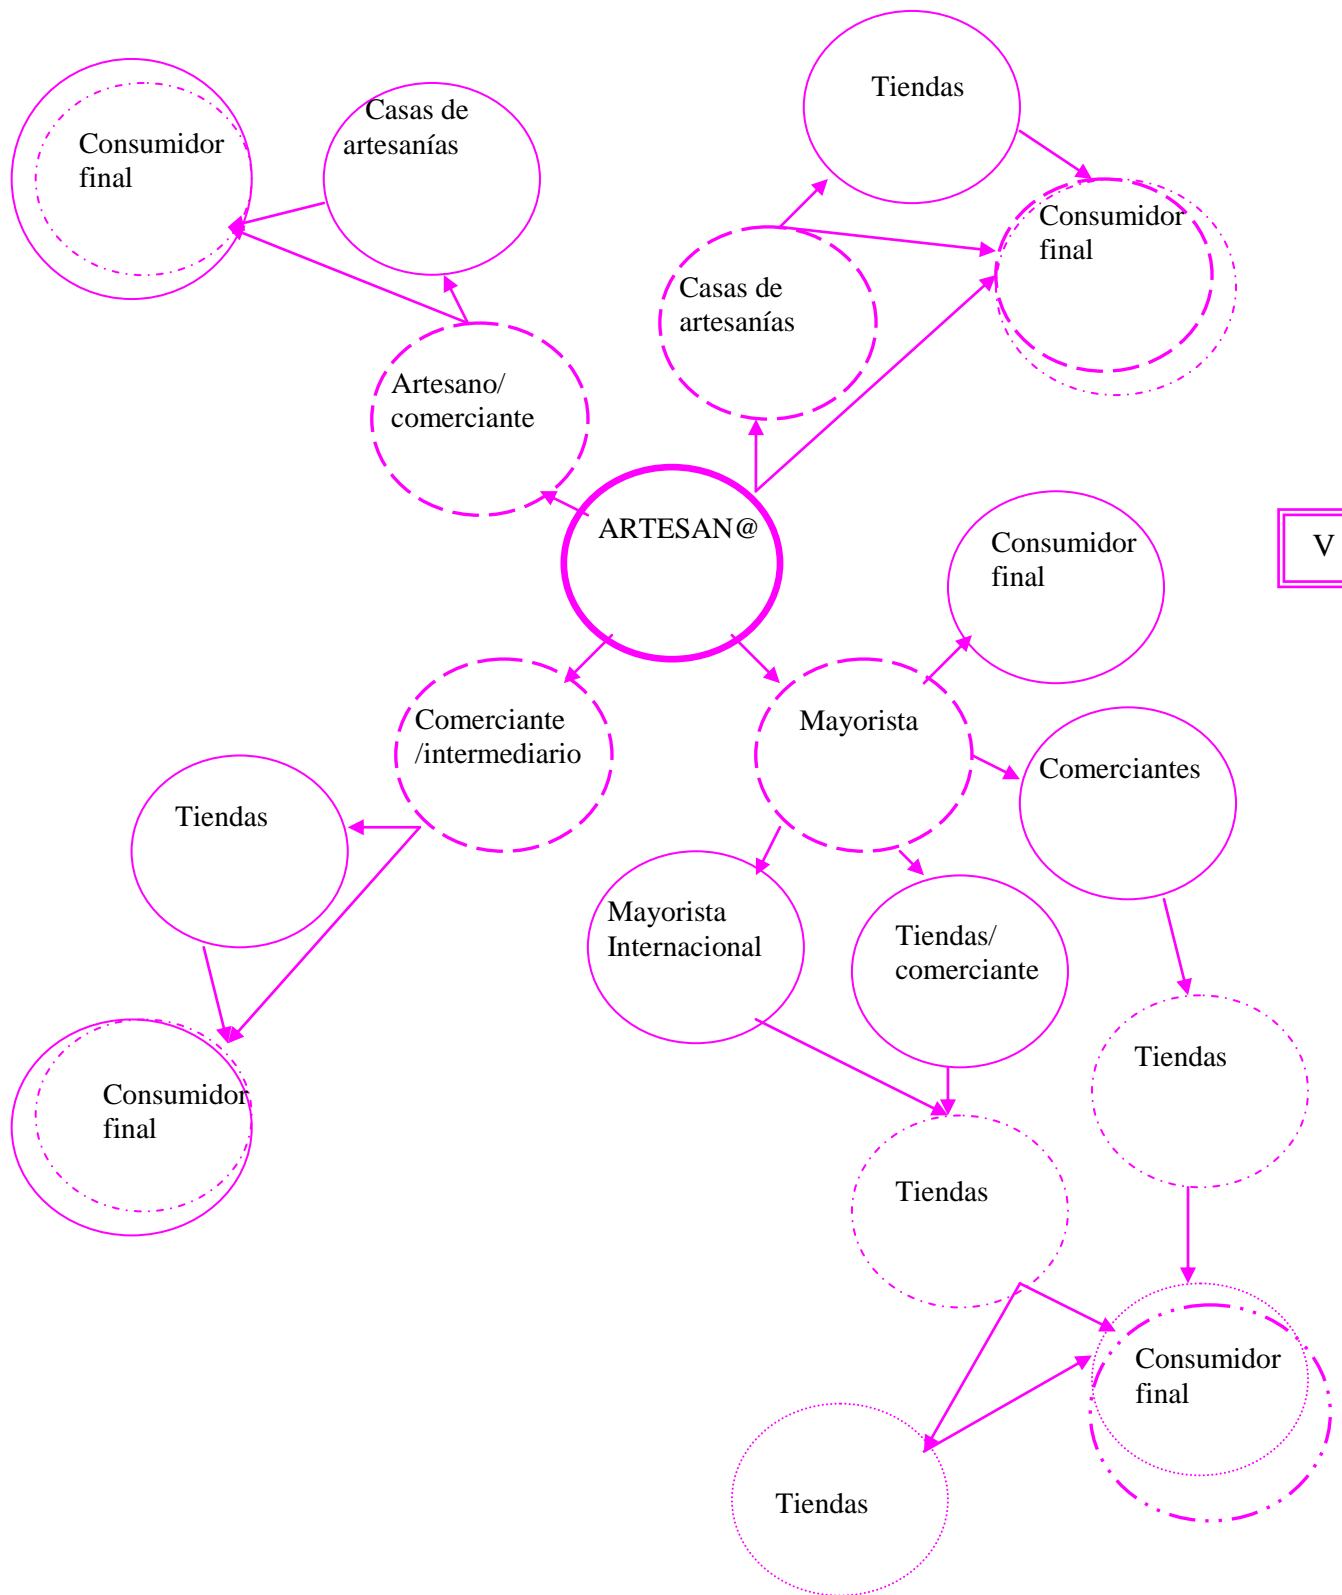 Tiendas
Casas de
artesanías
Consumidor
final
Consumidor
final
Casas de
artesanías
Artesano/
comerciante
ARTESAN@
Consumidor
final
V
Comerciante
/intermediario
Mayorista
Comerciantes
Tiendas
Mayorista
Internacional
Tiendas/
comerciante
Tiendas
Consumidor
final
Tiendas
Consumidor
final
Tiendas